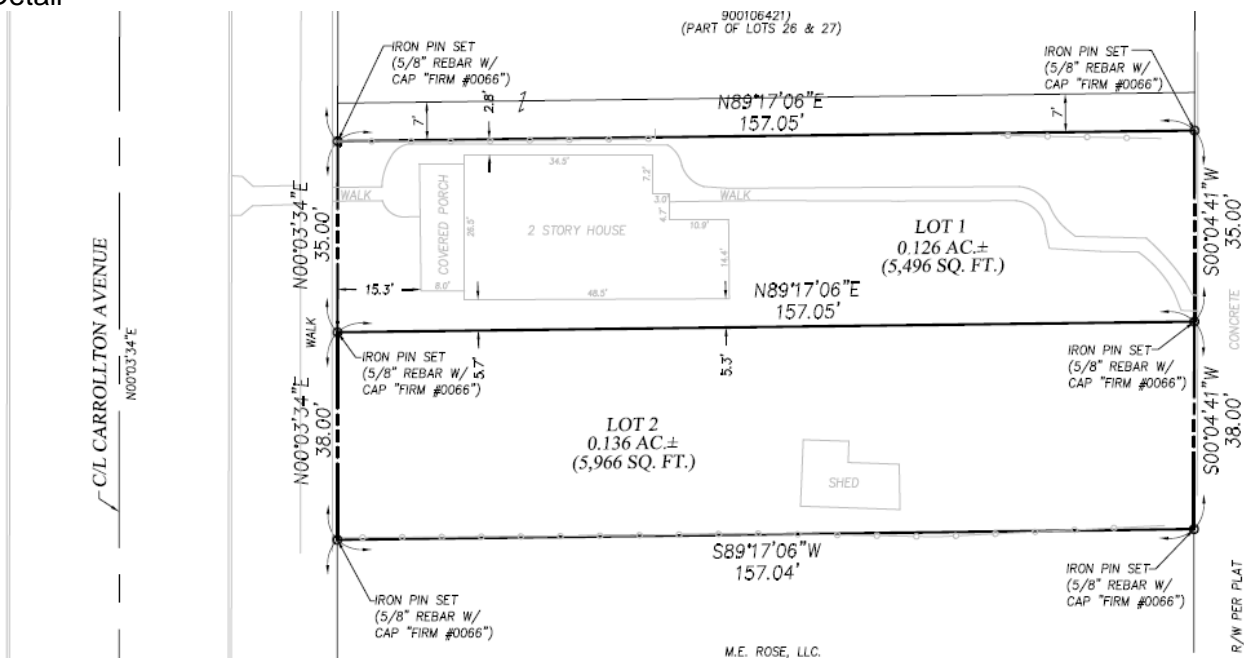 Detail
900106421)
(PART OF LOTS 26 & 27)
IRON PIN SET
(5/8" REBAR W/
CAP "FIRM #0066")
IRON PIN SET
(5/8" REBAR W/
CAP "FIRM #0066")
2.8'
7'
N89°17'06"E
157.05'
7'
34.5'
7.2'
WALK
3.0'
WALK
4.7'
10.9'
COVERED PORCH
26.5'
2 STORY HOUSE
14.4'
8.0'
48.5'
15.3'
N00°03'34"E
35.00'
LOT 1
0.126 AC.±
(5,496 SQ. FT.)
S00°04'41"W
35.00'
N89°17'06"E
157.05'
C/L CARROLLTON AVENUE
N00°03'34"E
WALK
CONCRETE
IRON PIN SET
(5/8" REBAR W/
CAP "FIRM #0066")
5.7'
5.3'
IRON PIN SET
(5/8" REBAR W/
CAP "FIRM #0066")
N00°03'34"E
38.00'
LOT 2
0.136 AC.±
(5,966 SQ. FT.)
SHED
S00°04'41"W
38.00'
S89°17'06"W
157.04'
IRON PIN SET
(5/8" REBAR W/
CAP "FIRM #0066")
IRON PIN SET
(5/8" REBAR W/
CAP "FIRM #0066")
R/W PER PLAT
M.E. ROSE, LLC.